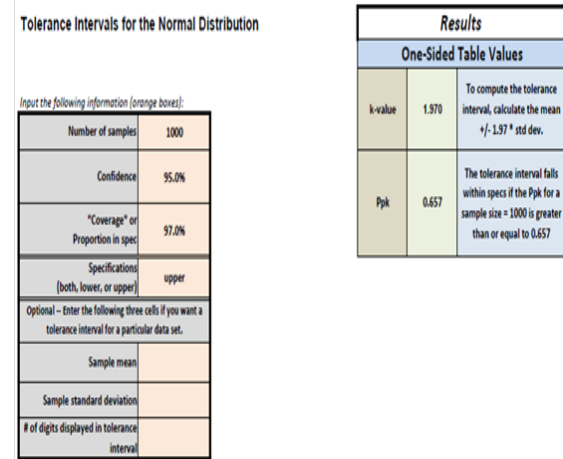 Tolerance Intervals for the Normal Distribution
Input the following information (orange boxes):
Number of samples 1000
Confidence 95.0%
"Coverage" or
Proportion in spec 97.0%
Specifications
(both, lower, or upper) upper
Optional -- Enter the following three cells if you want a
tolerance interval for a particular data set.
Sample mean
Sample standard deviation
# of digits displayed in tolerance
interval
Results
One-Sided Table Values
k-value 1.970
To compute the tolerance
interval, calculate the mean
+/- 1.97 * std dev.
Ppk 0.657
The tolerance interval falls
within specs if the Ppk for a
sample size = 1000 is greater
than or equal to 0.657